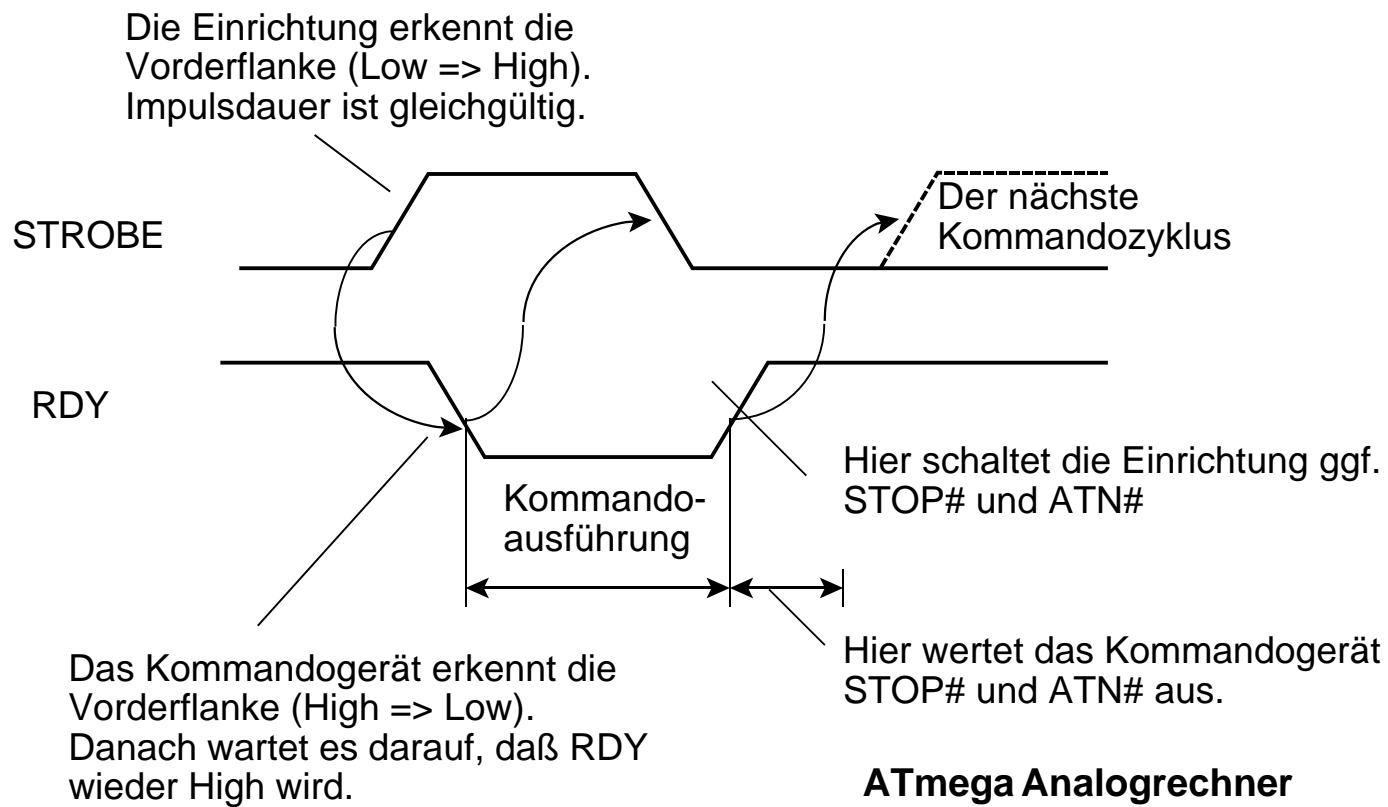 Die Einrichtung erkennt die
Vorderflanke (Low => High).
Impulsdauer ist gleichgültig.
STROBE
Der nächste
Kommandozyklus
RDY
Kommando-
ausführung
Hier schaltet die Einrichtung ggf.
STOP# und ATN#
Hier wertet das Kommandogerät
STOP# und ATN# aus.
Das Kommandogerät erkennt die
Vorderflanke (High => Low).
Danach wartet es darauf, daß RDY
wieder High wird.
ATmega Analogrechner